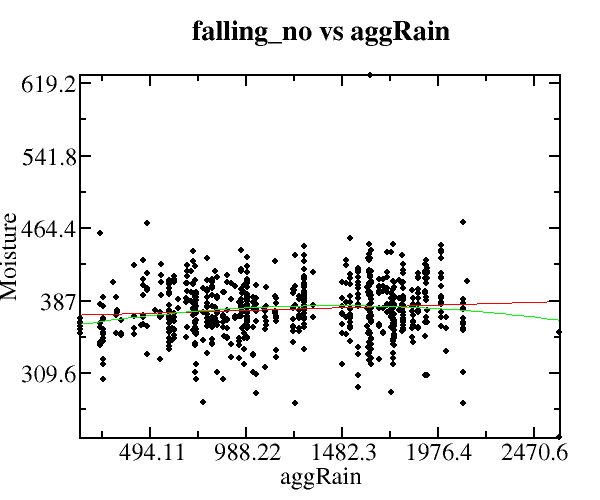 falling_no vs aggRain
619.2
541.8
464.4
387
309.6
Moisture
494.11 988.22 1482.3 1976.4 2470.6
aggRain